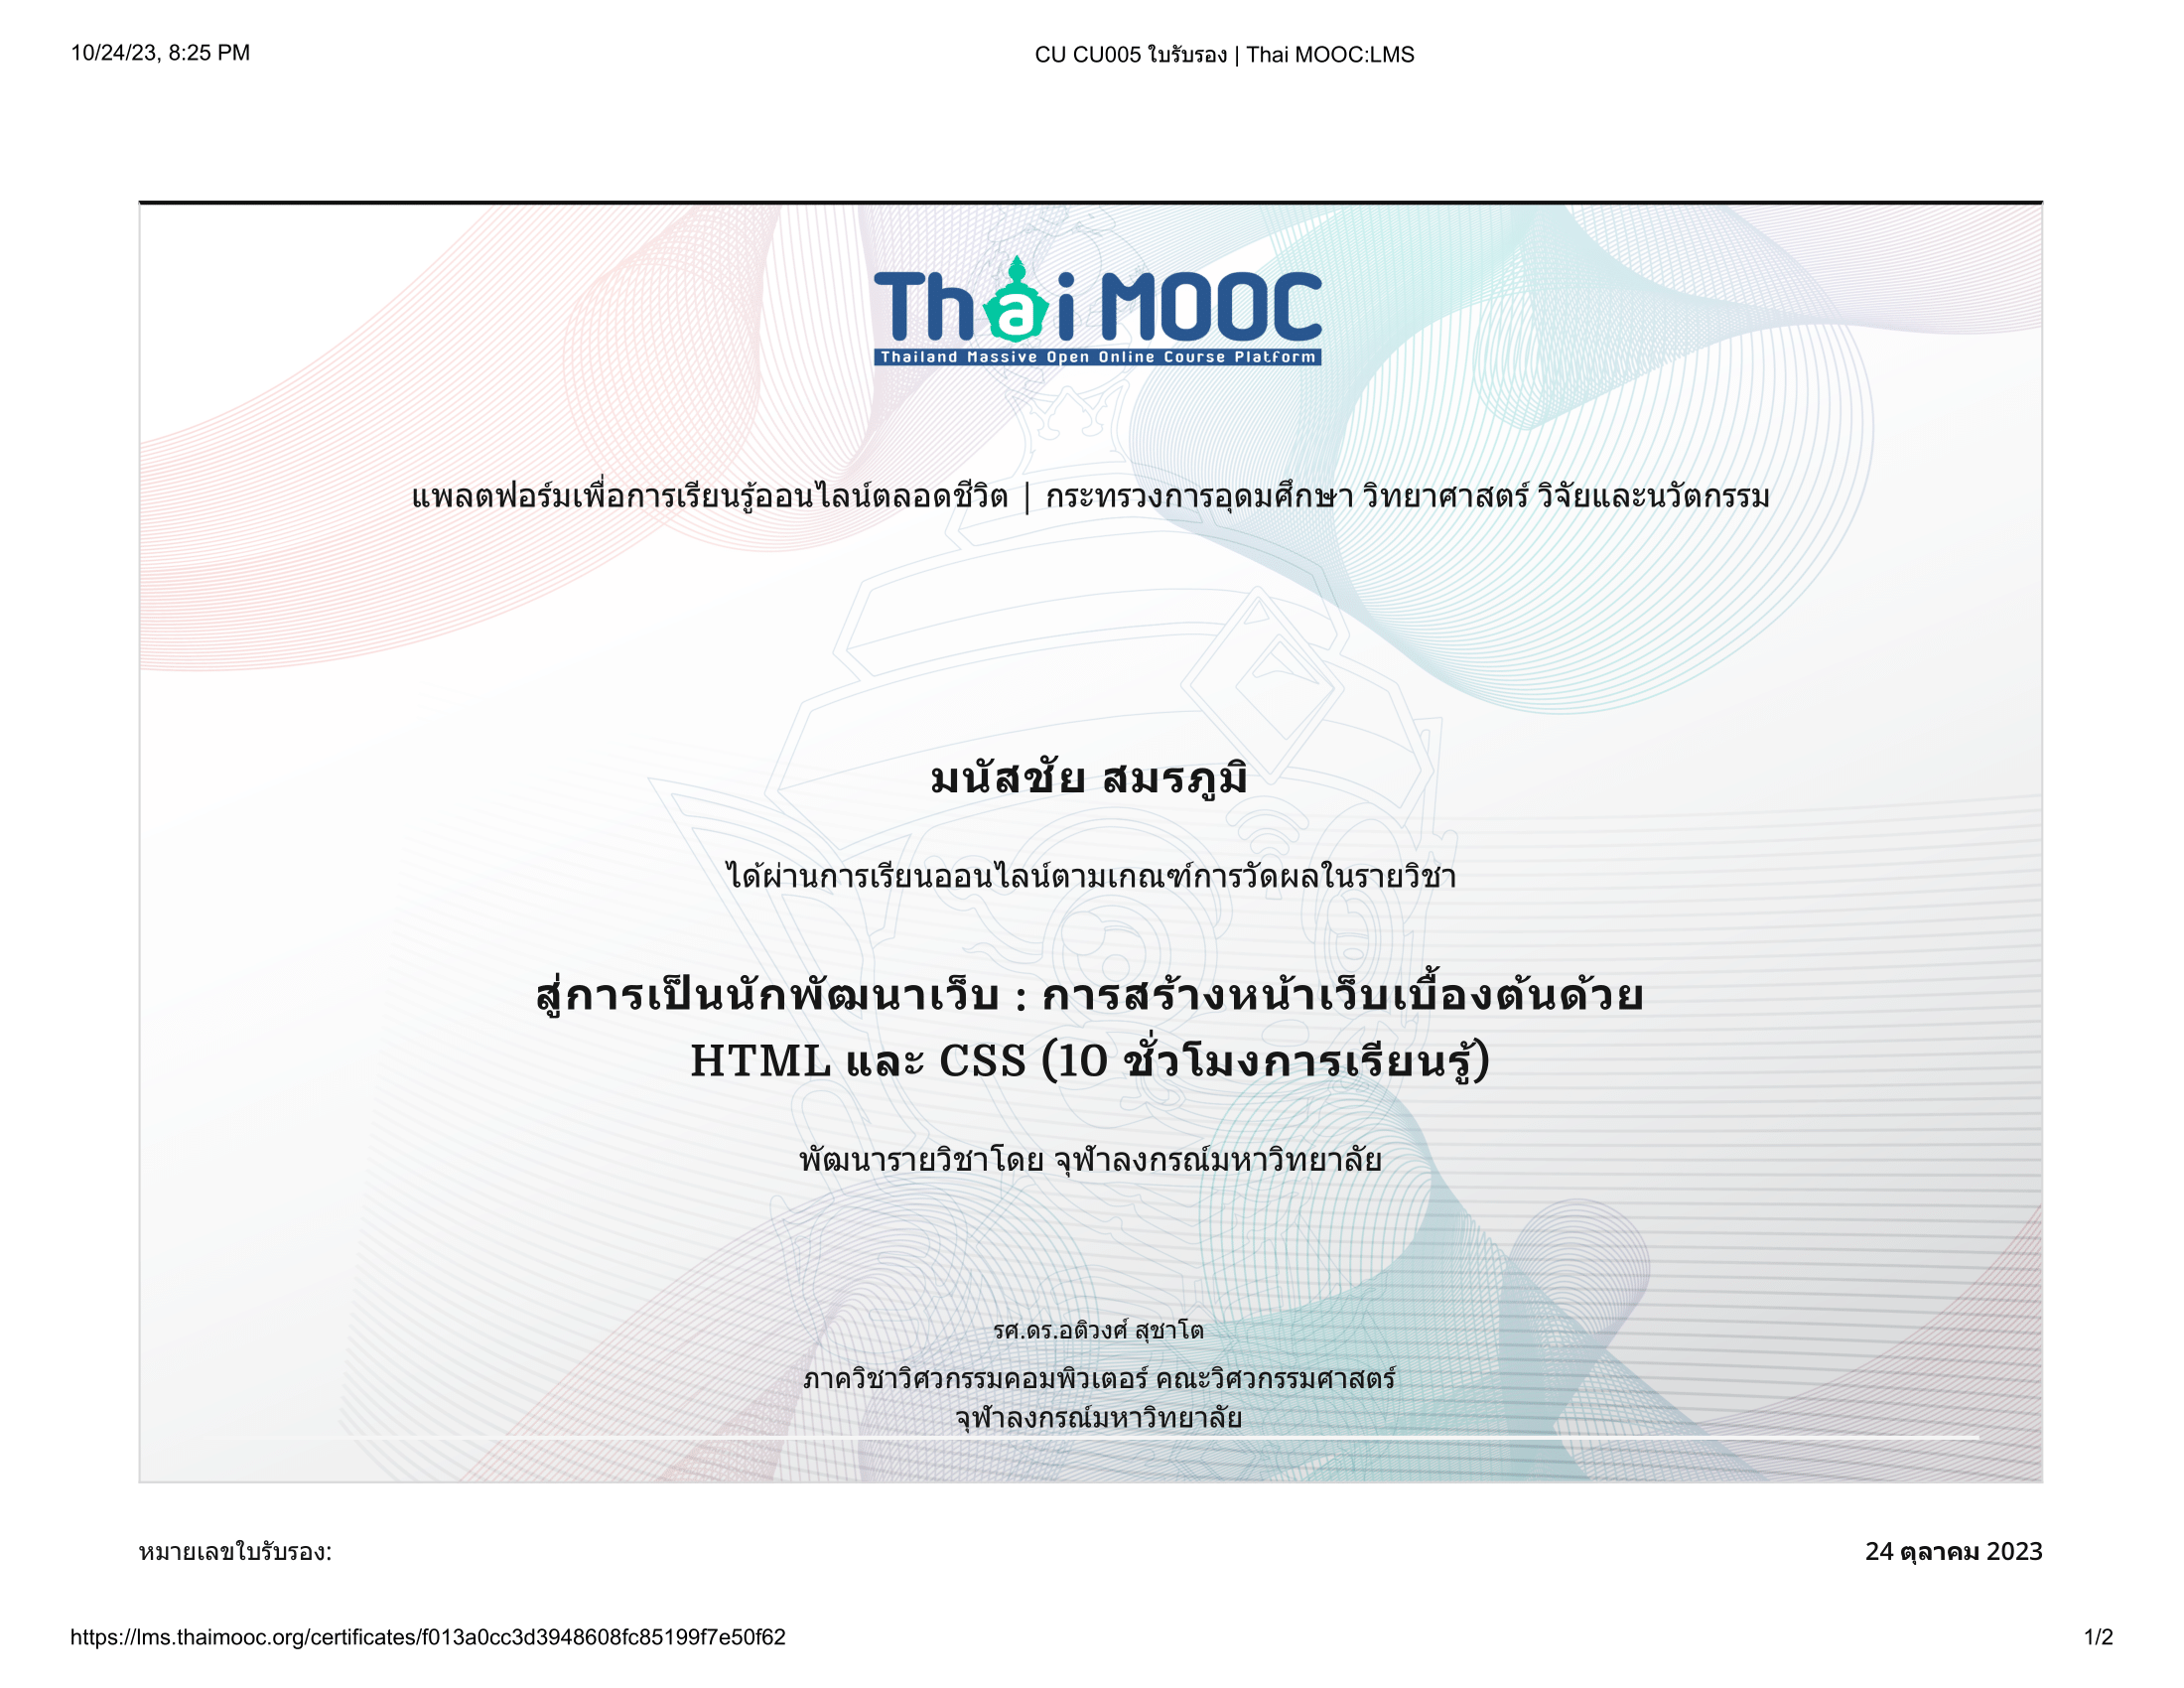 10/24/23, 8:25 PM
CU CU005 ใบรับรอง | Thai MOOC:LMS
Thai MOOC
Thailand Massive Open Online Course Platform
แพลตฟอร์มเพื่อการเรียนรู้ออนไลน์ตลอดชีวิต | กระทรวงการอุดมศึกษา วิทยาศาสตร์ วิจัยและนวัตกรรม
มนัสชัย สมรภูมิ
ได้ผ่านการเรียนออนไลน์ตามเกณฑ์การวัดผลในรายวิชา
สู่การเป็นนักพัฒนาเว็บ : การสร้างหน้าเว็บเบื้องต้นด้วย
HTML และ CSS (10 ชั่วโมงการเรียนรู้)
พัฒนารายวิชาโดย จุฬาลงกรณ์มหาวิทยาลัย
รศ.ดร.อติวงศ์ สุชาโต
ภาควิชาวิศวกรรมคอมพิวเตอร์ คณะวิศวกรรมศาสตร์
จุฬาลงกรณ์มหาวิทยาลัย
หมายเลขใบรับรอง:
24 ตุลาคม 2023
https://lms.thaimooc.org/certificates/f013a0cc3d3948608fc85199f7e50f62
1/2